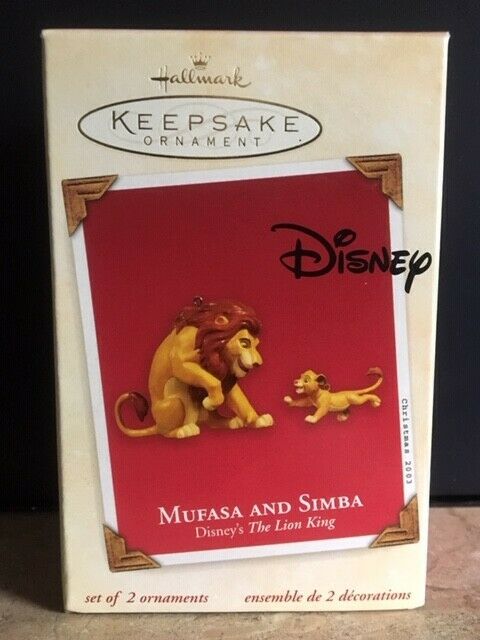 Hallmark
KEEPSAKE
ORNAMENT
DISNEY
Christmas 2003
MUFASA AND SIMBA
Disney's The Lion King
set of 2 ornaments
ensemble de 2 décorations